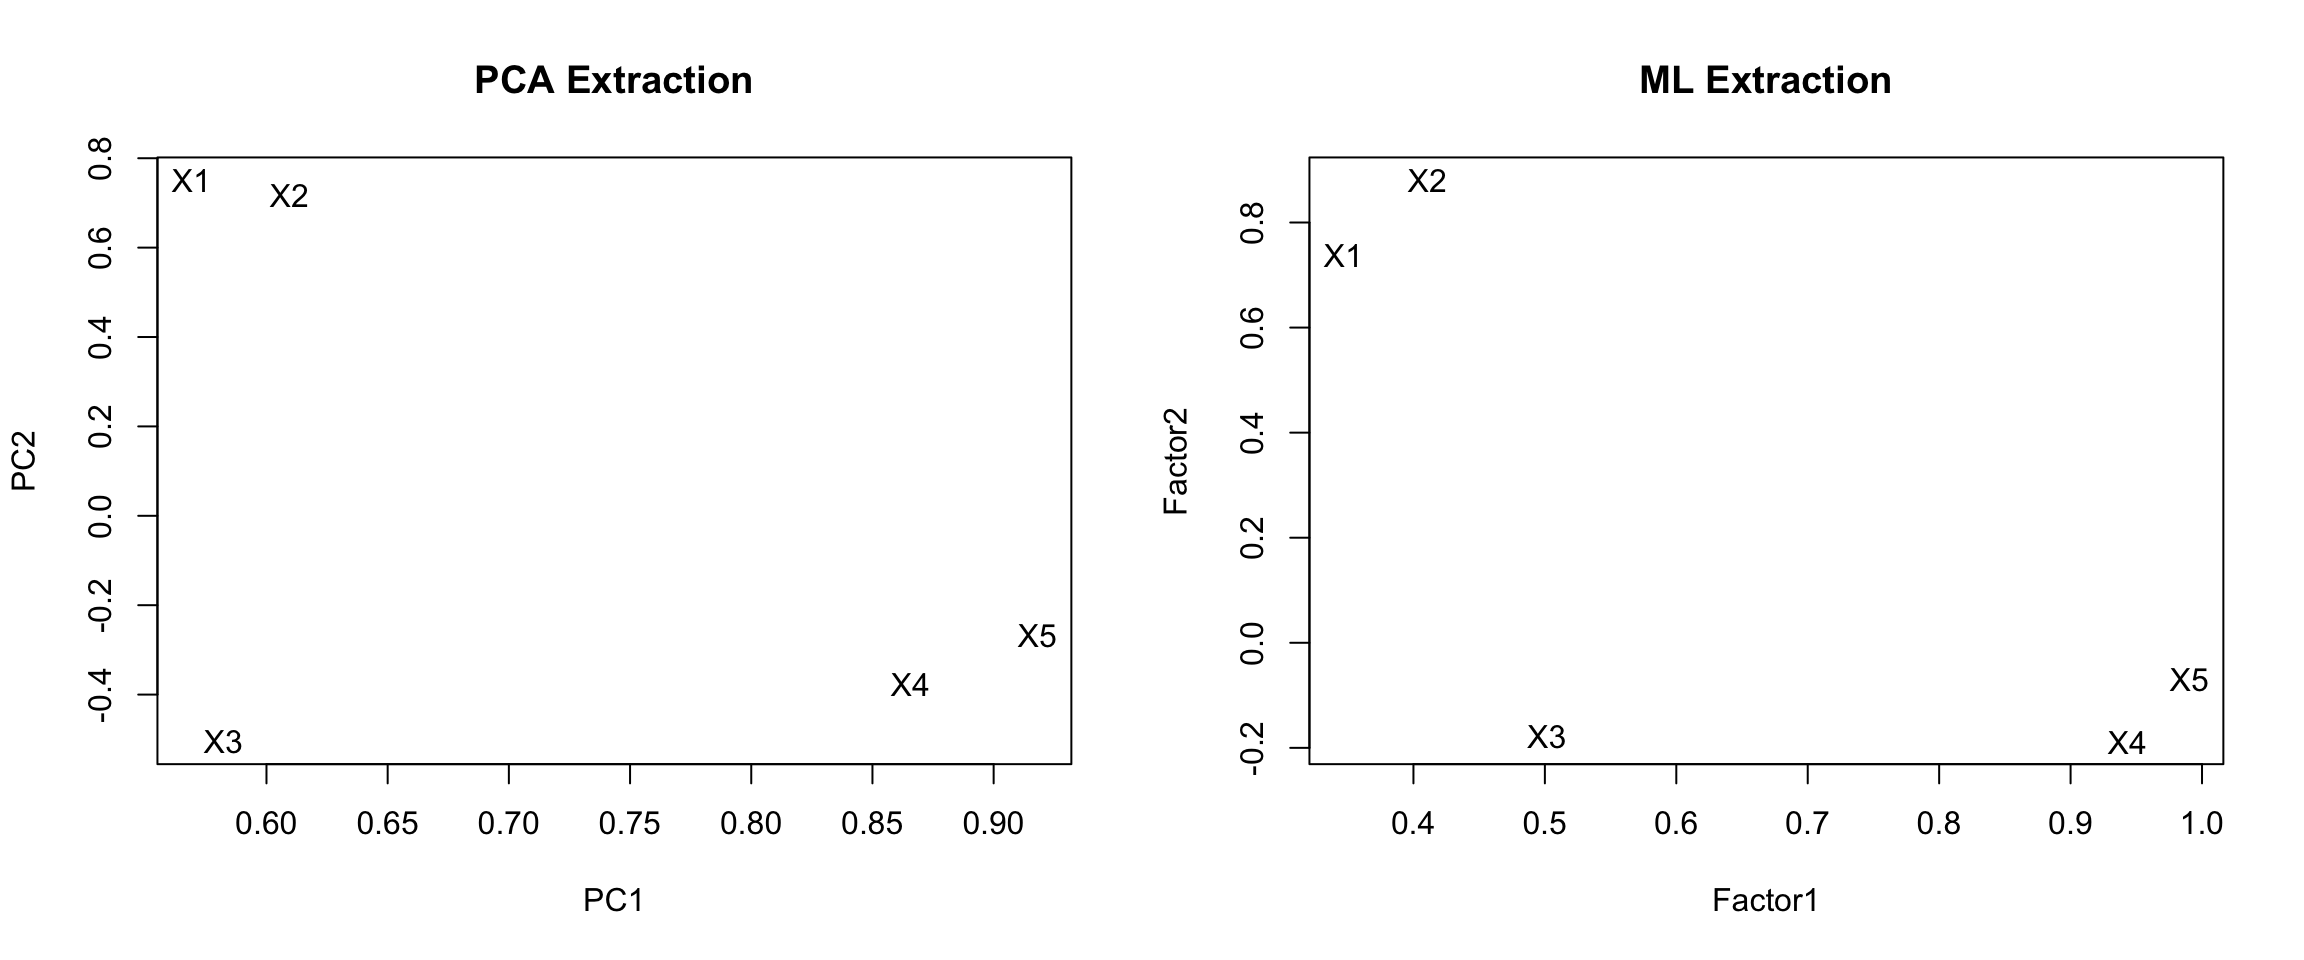 PCA Extraction
PC2
0.8
0.6
0.4
0.2
0.0
-0.2
-0.4
X1
X2
X5
X4
X3
0.60 0.65 0.70 0.75 0.80 0.85 0.90
PC1
ML Extraction
Factor2
0.8
0.6
0.4
0.2
0.0
-0.2
X2
X1
X5
X3
X4
0.4 0.5 0.6 0.7 0.8 0.9 1.0
Factor1